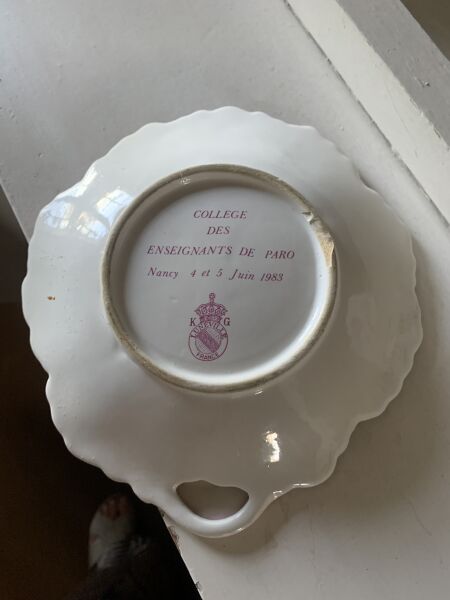 COLLEGE
DES
ENSEIGNANTS DE PARO
Nancy 4 et 5 Juin 1983
K G
LUNEVILLE
FRANCE